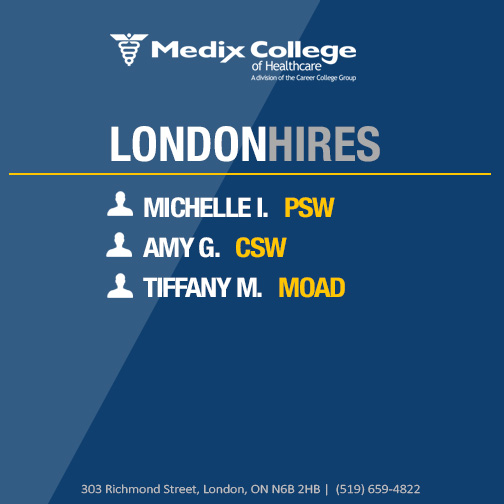 Medix College
of Healthcare
A division of the Career College Group
LONDONHIRES
MICHELLE I. PSW
AMY G. CSW
TIFFANY M. MOAD
303 Richmond Street, London, ON N6B 2HB | (519) 659-4822